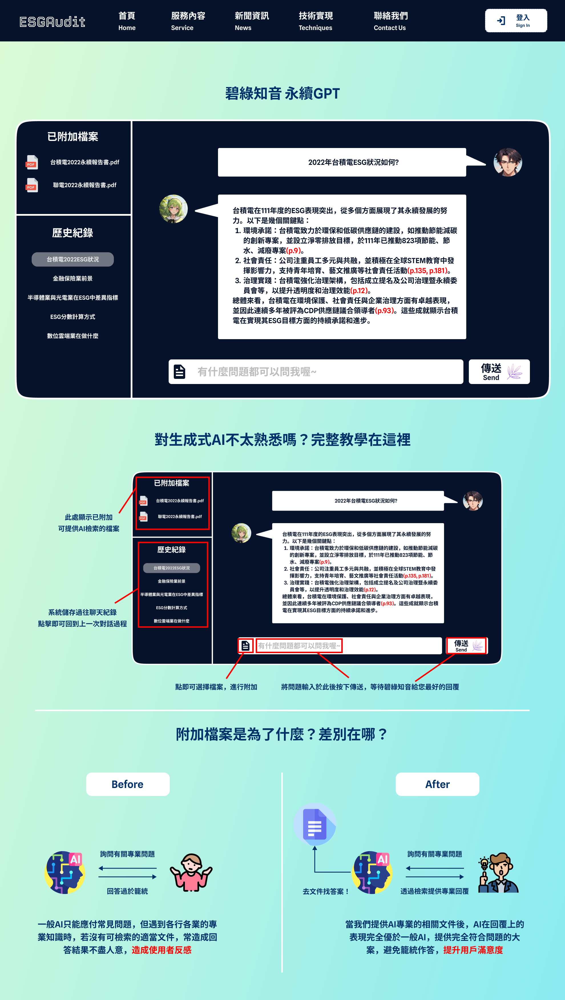 ESGAudit
首頁
Home
服務內容
Service
新聞資訊
News
技術實現
Techniques
聯絡我們
Contact Us
登入
Sign In
碧綠知音 永續GPT
已附加檔案
PDF
台積電2022永續報告書.pdf
PDF
聯電2022永續報告書.pdf
歷史紀錄
台積電2022ESG狀況
金融保險業前景
半導體業與光電業在ESG中差異指標
ESG分數計算方式
數位雲端業在做什麼
2022年台積電ESG狀況如何?
台積電在111年度的ESG表現突出，從多個方面展現了其永續發展的努
力。以下是幾個關鍵點：
1. 環境承諾：台積電致力於環保和低碳供應鏈的建設，如推動節能減碳
的創新專案，並設立淨零排放目標，於111年已推動823項節能、節
水、減廢專案(p.9)。
2. 社會責任：公司注重員工多元與共融，並積極在全球STEM教育中發
揮影響力，支持青年培育、藝文推廣等社會責任活動(p.135, p.181)。
3. 治理實踐：台積電強化治理架構，包括成立提名及公司治理暨永續委
員會等，以提升透明度和治理效能(p.12)。
總體來看，台積電在環境保護、社會責任與企業治理方面有卓越表現，
並因此連續多年被評為CDP供應鏈議合領導者(p.93)。這些成就顯示台積
電在實現其ESG目標方面的持續承諾和進步。
有什麼問題都可以問我喔~
傳送
Send
對生成式AI不太熟悉嗎？完整教學在這裡
已附加檔案
PDF
台積電2022永續報告書.pdf
PDF
聯電2022永續報告書.pdf
此處顯示已附加
可提供AI檢索的檔案
歷史紀錄
台積電2022ESG狀況
金融保險業前景
半導體業與光電業在ESG中差異指標
ESG分數計算方式
數位雲端業在做什麼
系統儲存過往聊天紀錄
點擊即可回到上一次對話過程
2022年台積電ESG狀況如何?
台積電在111年度的ESG表現突出，從多個方面展現了其永續發展的努
力。以下是幾個關鍵點：
1. 環境承諾：台積電致力於環保和低碳供應鏈的建設，如推動節能減碳
的創新專案，並設立淨零排放目標，於111年已推動823項節能、節
水、減廢專案(p.9)。
2. 社會責任：公司注重員工多元與共融，並積極在全球STEM教育中發
揮影響力，支持青年培育、藝文推廣等社會責任活動(p.135, p.181)。
3. 治理實踐：台積電強化治理架構，包括成立提名及公司治理暨永續委
員會等，以提升透明度和治理效能(p.12)。
總體來看，台積電在環境保護、社會責任與企業治理方面有卓越表現，
並因此連續多年被評為CDP供應鏈議合領導者(p.93)。這些成就顯示台積
電在實現其ESG目標方面的持續承諾和進步。
有什麼問題都可以問我喔~
傳送
Send
點即可選擇檔案，進行附加
將問題輸入於此後按下傳送，等待碧綠知音給您最好的回覆
附加檔案是為了什麼？差別在哪？
Before
AI
詢問有關專業問題
回答過於籠統
一般AI只能應付常見問題，但遇到各行各業的專
業知識時，若沒有可檢索的適當文件，常造成回
答結果不盡人意，造成使用者反感
After
去文件找答案！
AI
詢問有關專業問題
透過檢索提供專業回覆
當我們提供AI專業的相關文件後，AI在回覆上的
表現完全優於一般AI，提供完全符合問題的大
案，避免籠統作答，提升用戶滿意度